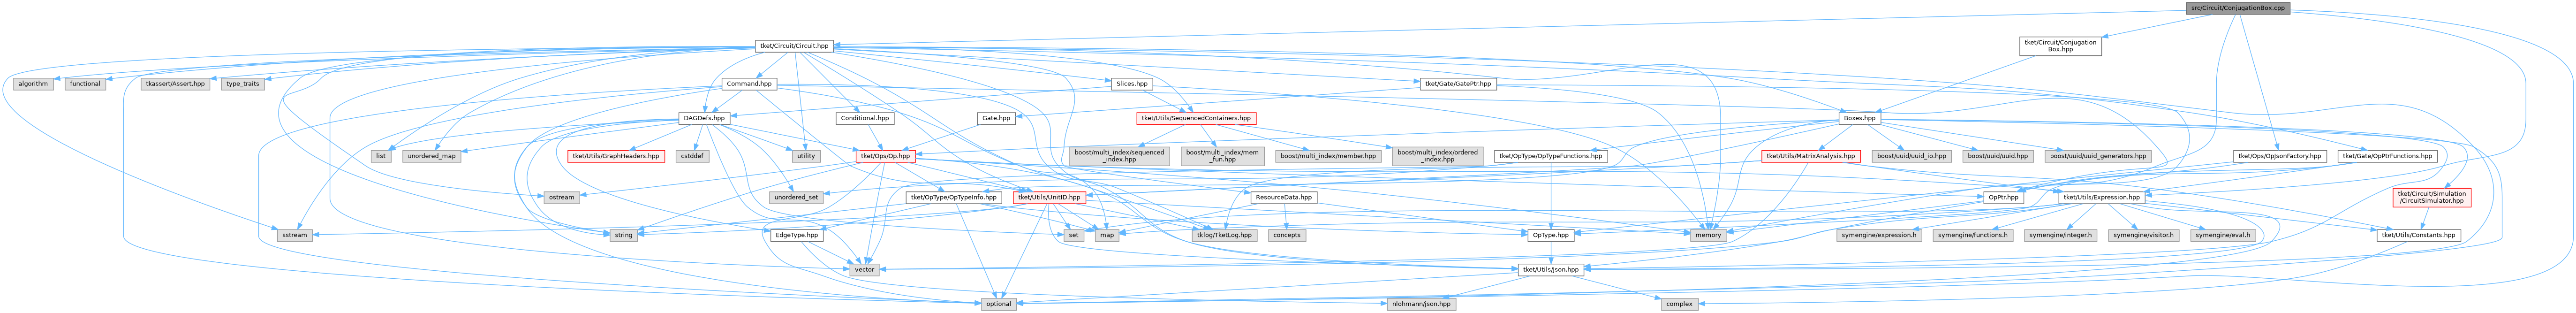 src/Circuit/ConjugationBox.cpp
tket/Circuit/Circuit.hpp
tket/Circuit/Conjugation
Box.hpp
algorithm
functional
tkassert/Assert.hpp
type_traits
Command.hpp
Slices.hpp
tket/Gate/GatePtr.hpp
DAGDefs.hpp
Conditional.hpp
Gate.hpp
tket/Utils/SequencedContainers.hpp
Boxes.hpp
list
unordered_map
tket/Utils/GraphHeaders.hpp
cstddef
utility
tket/Ops/Op.hpp
boost/multi_index/sequenced
_index.hpp
boost/multi_index/mem
_fun.hpp
boost/multi_index/member.hpp
boost/multi_index/ordered
_index.hpp
tket/OpType/OpTypeFunctions.hpp
tket/Utils/MatrixAnalysis.hpp
boost/uuid/uuid_io.hpp
boost/uuid/uuid.hpp
boost/uuid/uuid_generators.hpp
tket/Ops/OpJsonFactory.hpp
tket/Gate/OpPtrFunctions.hpp
ostream
unordered_set
tket/OpType/OpTypeInfo.hpp
tket/Utils/UnitID.hpp
ResourceData.hpp
OpPtr.hpp
tket/Utils/Expression.hpp
tket/Circuit/Simulation
/CircuitSimulator.hpp
sstream
string
EdgeType.hpp
set
map
tklog/TketLog.hpp
concepts
OpType.hpp
memory
symengine/expression.h
symengine/functions.h
symengine/integer.h
symengine/visitor.h
symengine/eval.h
tket/Utils/Constants.hpp
vector
tket/Utils/Json.hpp
optional
nlohmann/json.hpp
complex